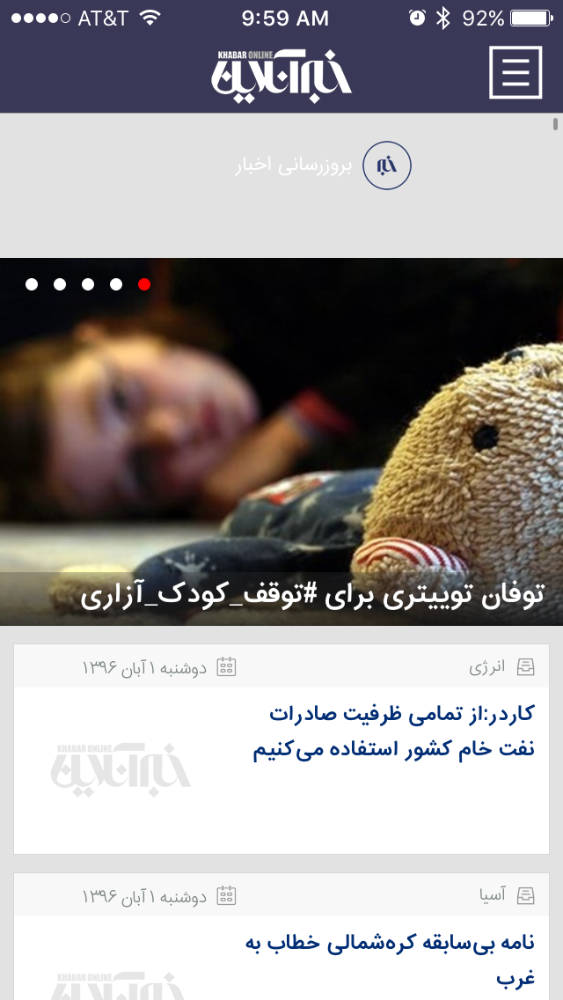 AT&T 9:59 AM 92%
KHABAR ONLINE
خبرآنلاین
بروزرسانی اخبار
خبر
توفان توییتری برای #توقف_کودک_آزاری
انرژی
دوشنبه ۱ آبان ۱۳۹۶
کاردر:از تمامی ظرفیت صادرات
نفت خام کشور استفاده می‌کنیم
KHABAR ONLINE
خبرآنلاین
آسیا
دوشنبه ۱ آبان ۱۳۹۶
نامه بی‌سابقه کره‌شمالی خطاب به
غرب
KHABAR ONLINE
خبرآنلاین